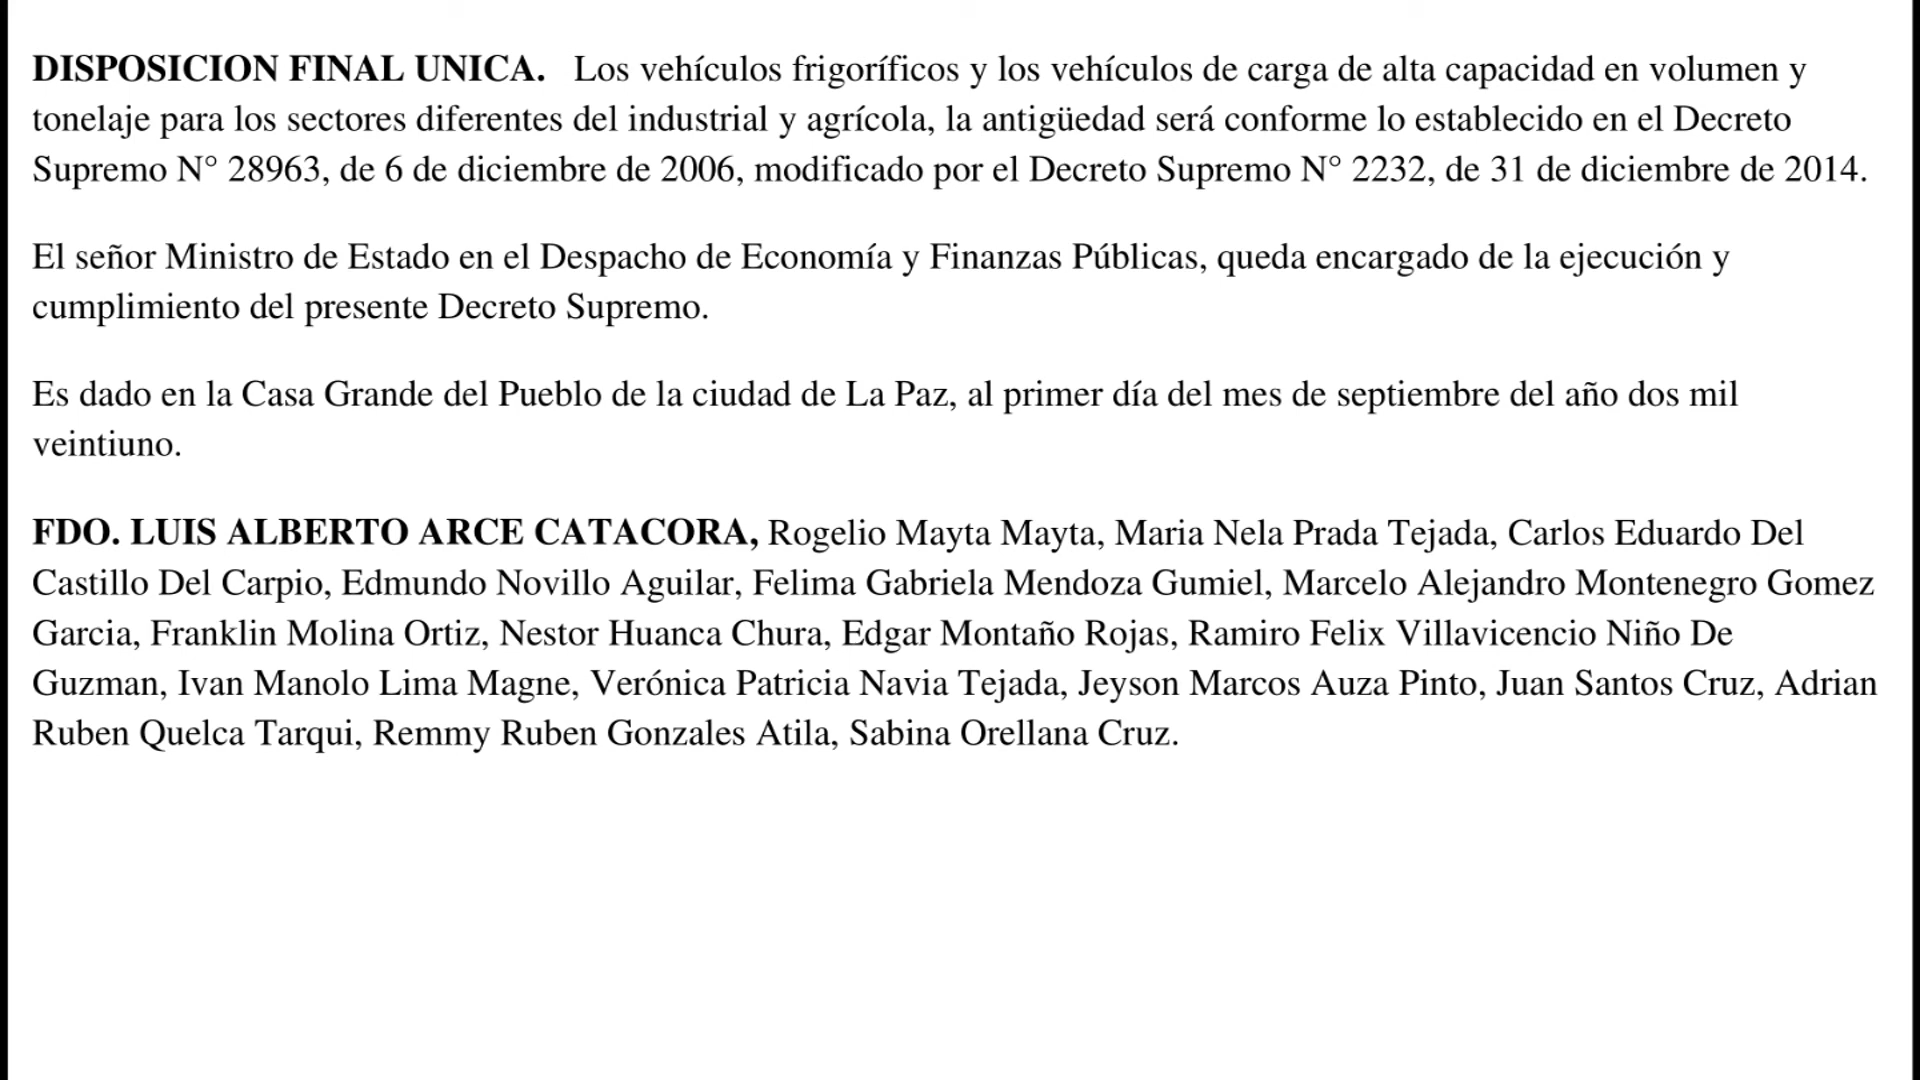 DISPOSICION FINAL UNICA. Los vehículos frigoríficos y los vehículos de carga de alta capacidad en volumen y
tonelaje para los sectores diferentes del industrial y agrícola, la antigüedad será conforme lo establecido en el Decreto
Supremo N° 28963, de 6 de diciembre de 2006, modificado por el Decreto Supremo N° 2232, de 31 de diciembre de 2014.
El señor Ministro de Estado en el Despacho de Economía y Finanzas Públicas, queda encargado de la ejecución y
cumplimiento del presente Decreto Supremo.
Es dado en la Casa Grande del Pueblo de la ciudad de La Paz, al primer día del mes de septiembre del año dos mil
veintiuno.
FDO. LUIS ALBERTO ARCE CATACORA, Rogelio Mayta Mayta, Maria Nela Prada Tejada, Carlos Eduardo Del
Castillo Del Carpio, Edmundo Novillo Aguilar, Felima Gabriela Mendoza Gumiel, Marcelo Alejandro Montenegro Gomez
Garcia, Franklin Molina Ortiz, Nestor Huanca Chura, Edgar Montaño Rojas, Ramiro Felix Villavicencio Niño De
Guzman, Ivan Manolo Lima Magne, Verónica Patricia Navia Tejada, Jeyson Marcos Auza Pinto, Juan Santos Cruz, Adrian
Ruben Quelca Tarqui, Remmy Ruben Gonzales Atila, Sabina Orellana Cruz.